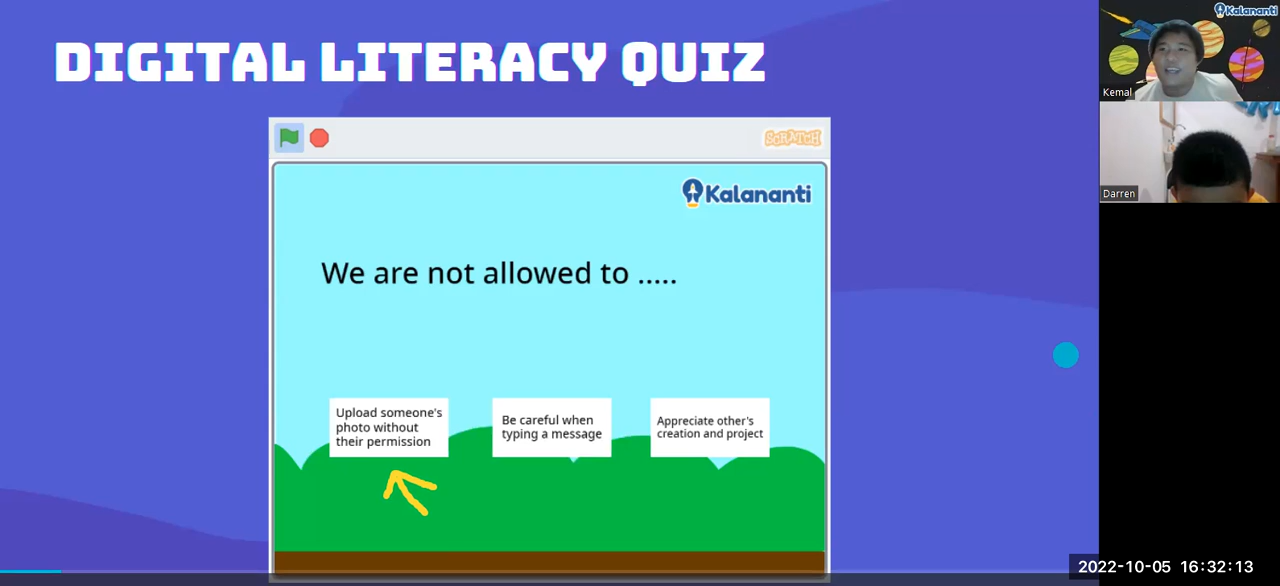 DIGITAL LITERACY QUIZ
SCRATCH
Kalananti
We are not allowed to .....
Upload someone's
photo without
their permission
Be careful when
typing a message
Appreciate other's
creation and project
Kalananti
Kemal
Darren
2022-10-05 16:32:13